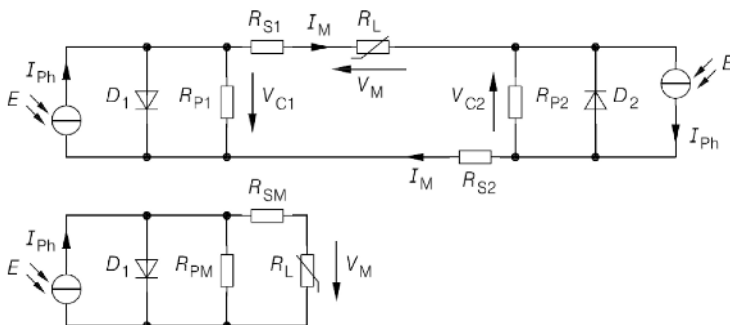 R_S1 I_M R_L
I_Ph E D_1 R_P1 V_C1 V_M V_C2 R_P2 D_2 E I_Ph
I_M R_S2
R_SM
I_Ph E D_1 R_PM R_L V_M